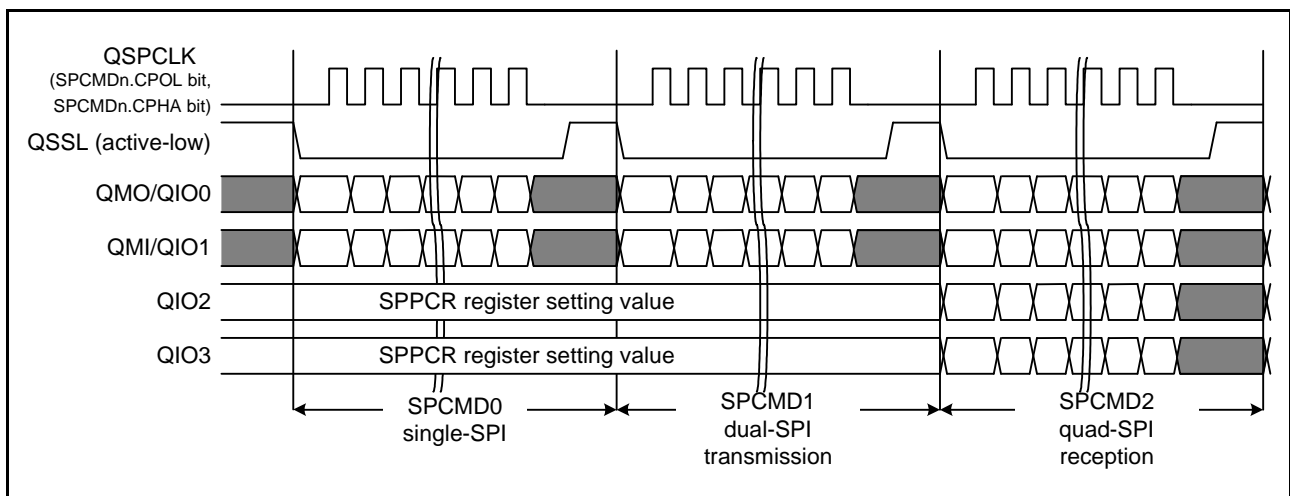 QSPCLK
(SPCMDn.CPOL bit,
SPCMDn.CPHA bit)
QSSL (active-low)
QMO/QIO0
QMI/QIO1
QIO2
SPPCR register setting value
QIO3
SPPCR register setting value
SPCMD0
single-SPI
SPCMD1
dual-SPI
transmission
SPCMD2
quad-SPI
reception